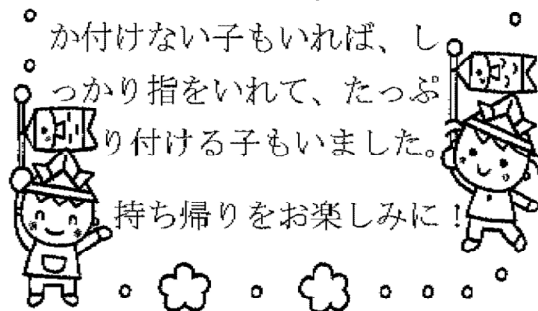 か付けない子もいれば、し
っかり指をいれて、たっぷ
り付ける子もいました。
持ち帰りをお楽しみに！